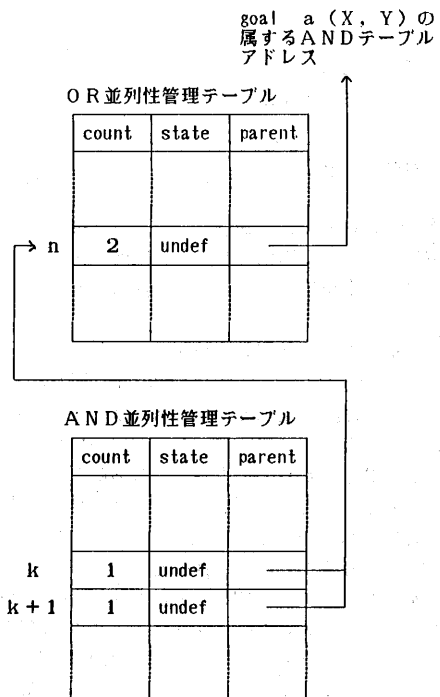 goal a (X, Y) の
属するANDテーブル
アドレス
OR並列性管理テーブル
count state parent
n 2 undef
AND並列性管理テーブル
count state parent
k 1 undef
k+1 1 undef